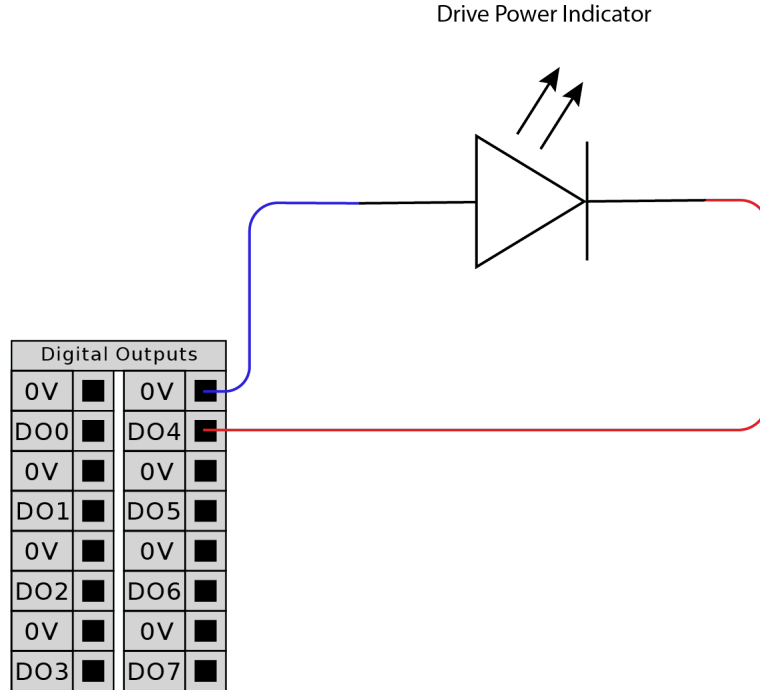 Drive Power Indicator
Digital Outputs
0V 0V
DO0 DO4
0V 0V
DO1 DO5
0V 0V
DO2 DO6
0V 0V
DO3 DO7